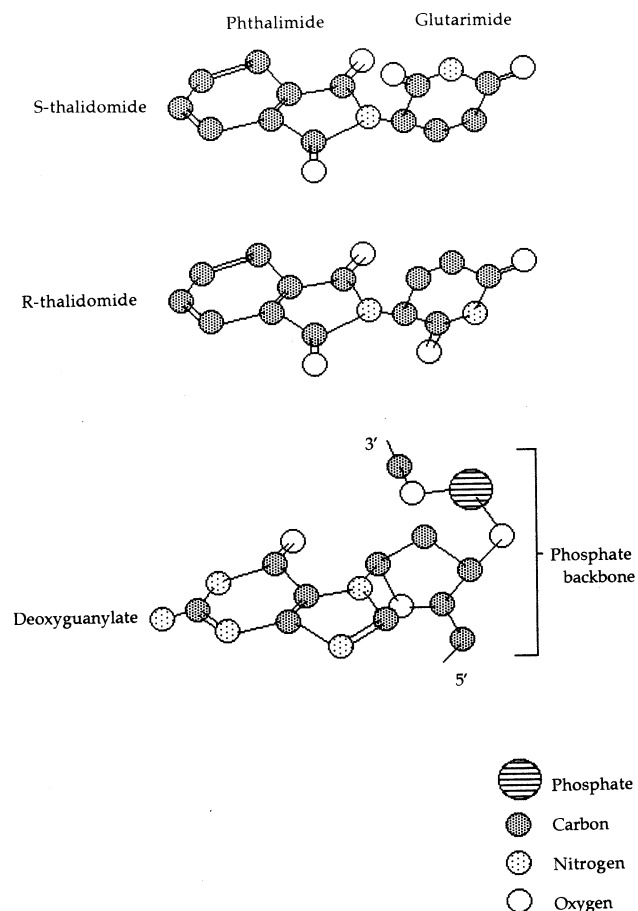 Phthalimide Glutarimide
S-thalidomide
R-thalidomide
3′
Phosphate
backbone
Deoxyguanylate
5′
Phosphate
Carbon
Nitrogen
Oxygen